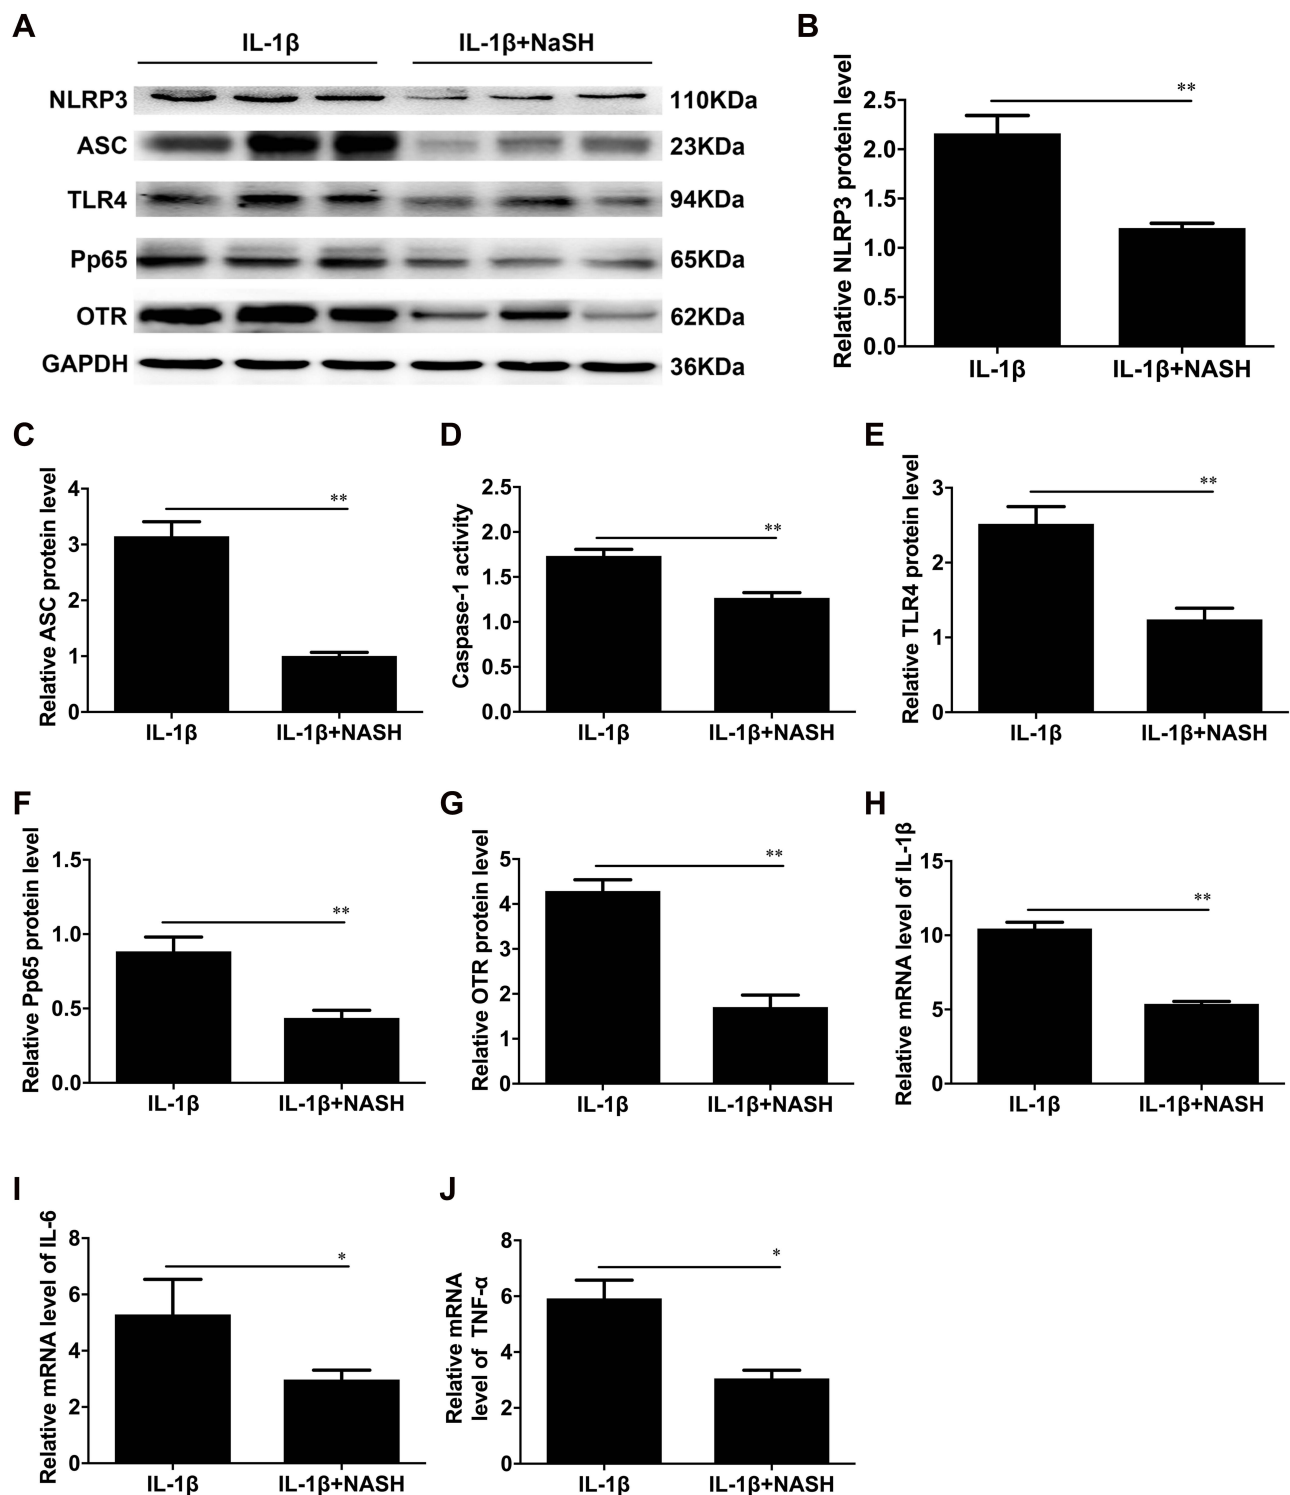 A
IL-1β
IL-1β+NaSH
NLRP3
110KDa
ASC
23KDa
TLR4
94KDa
Pp65
65KDa
OTR
62KDa
GAPDH
36KDa
B
Relative NLRP3 protein level
2.5
2.0
1.5
1.0
0.5
0.0
**
IL-1β
IL-1β+NASH
C
Relative ASC protein level
4
3
2
1
0
**
IL-1β
IL-1β+NASH
D
Caspase-1 activity
2.5
2.0
1.5
1.0
0.5
0.0
**
IL-1β
IL-1β+NASH
E
Relative TLR4 protein level
3
2
1
0
**
IL-1β
IL-1β+NASH
F
Relative Pp65 protein level
1.5
1.0
0.5
0.0
**
IL-1β
IL-1β+NASH
G
Relative OTR protein level
5
4
3
2
1
0
**
IL-1β
IL-1β+NASH
H
Relative mRNA level of IL-1β
15
10
5
0
**
IL-1β
IL-1β+NASH
I
Relative mRNA level of IL-6
8
6
4
2
0
*
IL-1β
IL-1β+NASH
J
Relative mRNA
level of TNF-α
8
6
4
2
0
*
IL-1β
IL-1β+NASH